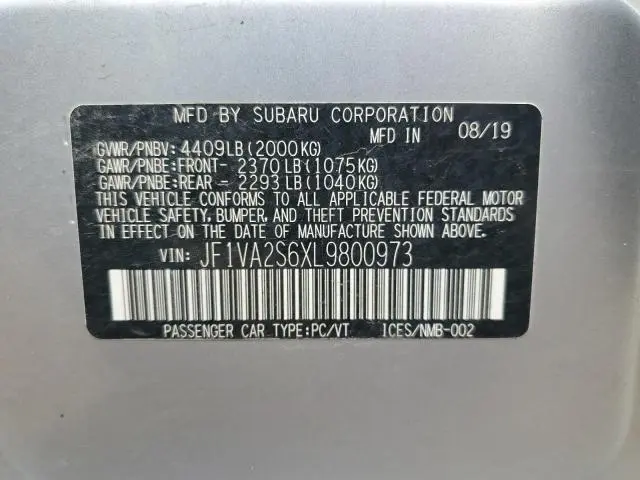 MFD BY SUBARU CORPORATION
MFD IN 08/19
GVWR/PNBV: 4409LB(2000KG)
GAWR/PNBE:FRONT- 2370LB(1075KG)
GAWR/PNBE:REAR - 2293LB(1040KG)
THIS VEHICLE CONFORMS TO ALL APPLICABLE FEDERAL MOTOR
VEHICLE SAFETY, BUMPER, AND THEFT PREVENTION STANDARDS
IN EFFECT ON THE DATE OF MANUFACTURE SHOWN ABOVE.
VIN: JF1VA2S6XL9800973
PASSENGER CAR TYPE:PC/VT ICES/NMB-002